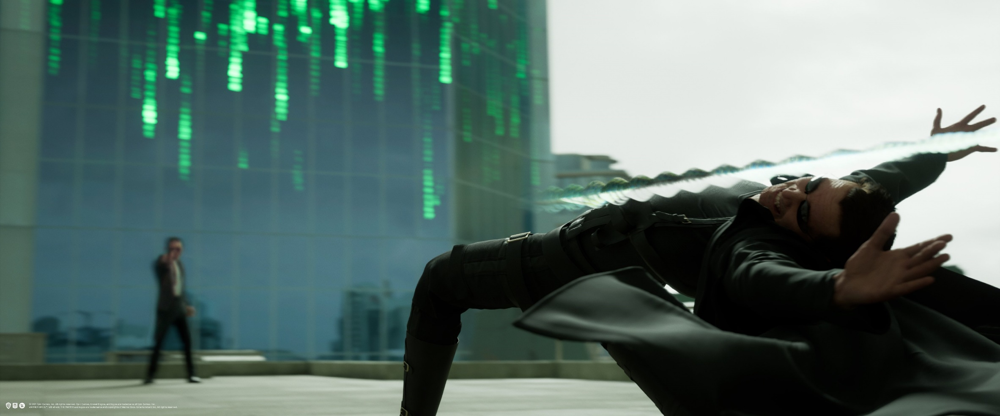 © 2021 Epic Games, Inc. All rights reserved. Epic Games, Unreal Engine, and logos are trademarks of Epic Games, Inc.
WARNER BROS.™, WB shield, THE MATRIX and logos are trademarks and copyrights of Warner Bros. Entertainment Inc. All rights reserved.